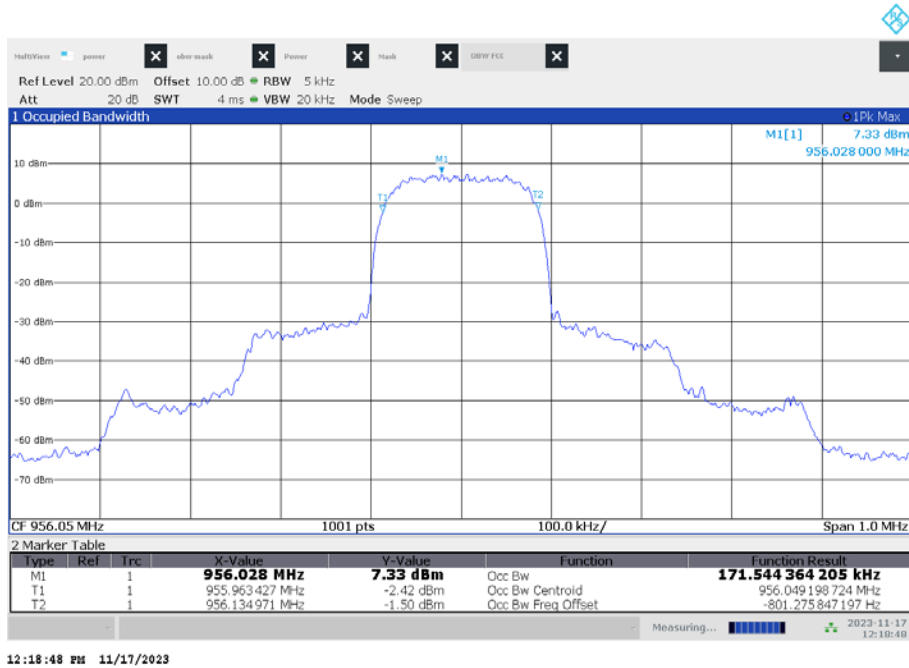 R&S
MultiView power obw-mask Power Mask OBW FCC
Ref Level 20.00 dBm Offset 10.00 dB RBW 5 kHz
Att 20 dB SWT 4 ms VBW 20 kHz Mode Sweep
1 Occupied Bandwidth 1Pk Max
M1[1] 7.33 dBm
956.028 000 MHz
M1
10 dBm
T1 T2
0 dBm
-10 dBm
-20 dBm
-30 dBm
-40 dBm
-50 dBm
-60 dBm
-70 dBm
CF 956.05 MHz 1001 pts 100.0 kHz/ Span 1.0 MHz
2 Marker Table
Type Ref Trc X-Value Y-Value Function Function Result
M1 1 956.028 MHz 7.33 dBm Occ Bw 171.544 364 205 kHz
T1 1 955.963 427 MHz -2.42 dBm Occ Bw Centroid 956.049 198 724 MHz
T2 1 956.134 971 MHz -1.50 dBm Occ Bw Freq Offset -801.275 847 197 Hz
Measuring... 2023-11-17
12:18:48
12:18:48 PM 11/17/2023